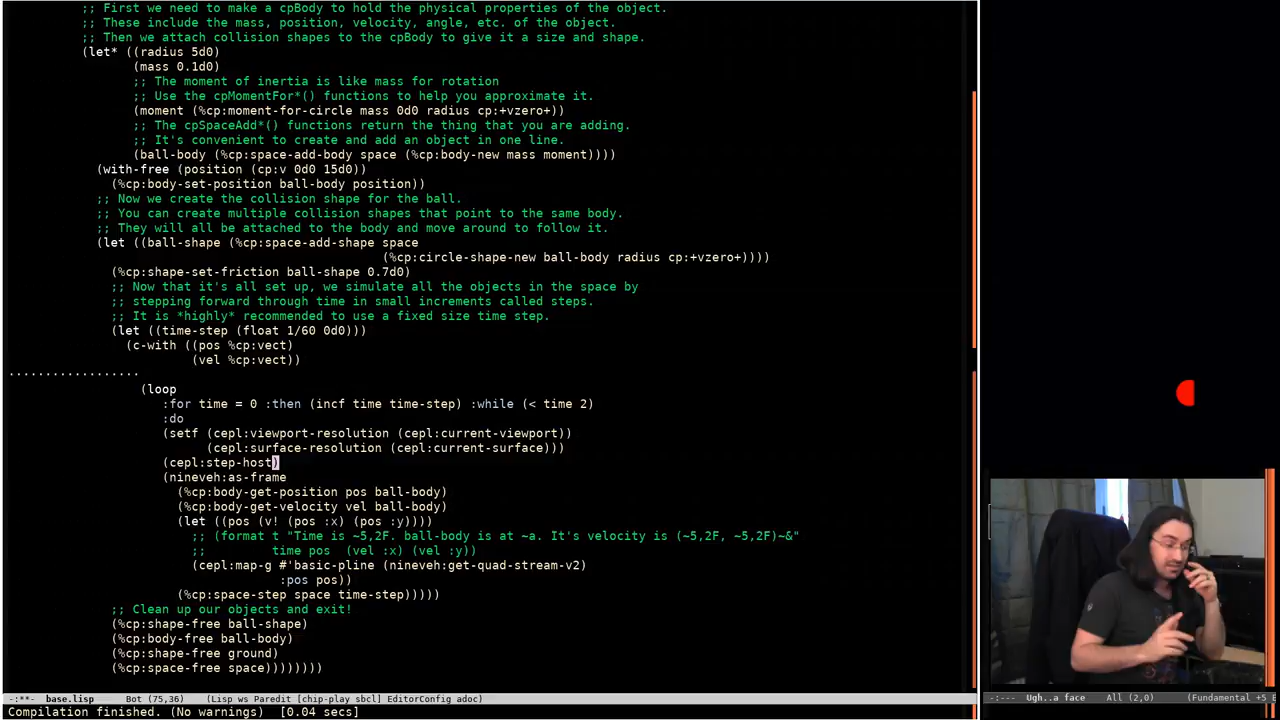 ;; First we need to make a cpBody to hold the physical properties of the object.
;; These include the mass, position, velocity, angle, etc. of the object.
;; Then we attach collision shapes to the cpBody to give it a size and shape.
(let* ((radius 5d0)
(mass 0.1d0)
;; The moment of inertia is like mass for rotation
;; Use the cpMomentFor*() functions to help you approximate it.
(moment (%cp:moment-for-circle mass 0d0 radius cp:+vzero+))
;; The cpSpaceAdd*() functions return the thing that you are adding.
;; It's convenient to create and add an object in one line.
(ball-body (%cp:space-add-body space (%cp:body-new mass moment))))
(with-free (position (cp:v 0d0 15d0))
(%cp:body-set-position ball-body position))
;; Now we create the collision shape for the ball.
;; You can create multiple collision shapes that point to the same body.
;; They will all be attached to the body and move around to follow it.
(let ((ball-shape (%cp:space-add-shape space
(%cp:circle-shape-new ball-body radius cp:+vzero+))))
(%cp:shape-set-friction ball-shape 0.7d0)
;; Now that it's all set up, we simulate all the objects in the space by
;; stepping forward through time in small increments called steps.
;; It is *highly* recommended to use a fixed size time step.
(let ((time-step (float 1/60 0d0)))
(c-with ((pos %cp:vect)
(vel %cp:vect))
..................
(loop
:for time = 0 :then (incf time time-step) :while (< time 2)
:do
(setf (cepl:viewport-resolution (cepl:current-viewport))
(cepl:surface-resolution (cepl:current-surface)))
(cepl:step-host)
(nineveh:as-frame
(%cp:body-get-position pos ball-body)
(%cp:body-get-velocity vel ball-body)
(let ((pos (v! (pos :x) (pos :y))))
;; (format t "Time is ~5,2F. ball-body is at ~a. It's velocity is (~5,2F, ~5,2F)~&"
;; time pos (vel :x) (vel :y))
(cepl:map-g #'basic-pline (nineveh:get-quad-stream-v2)
:pos pos))
(%cp:space-step space time-step)))))
;; Clean up our objects and exit!
(%cp:shape-free ball-shape)
(%cp:body-free ball-body)
(%cp:shape-free ground)
(%cp:space-free space))))))))
-:**- base.lisp Bot (75,36) (Lisp ws Paredit [chip-play sbcl] EditorConfig adoc)
-:--- Ugh..a face All (2,0) (Fundamental +5 E
Compilation finished. (No warnings) [0.04 secs]